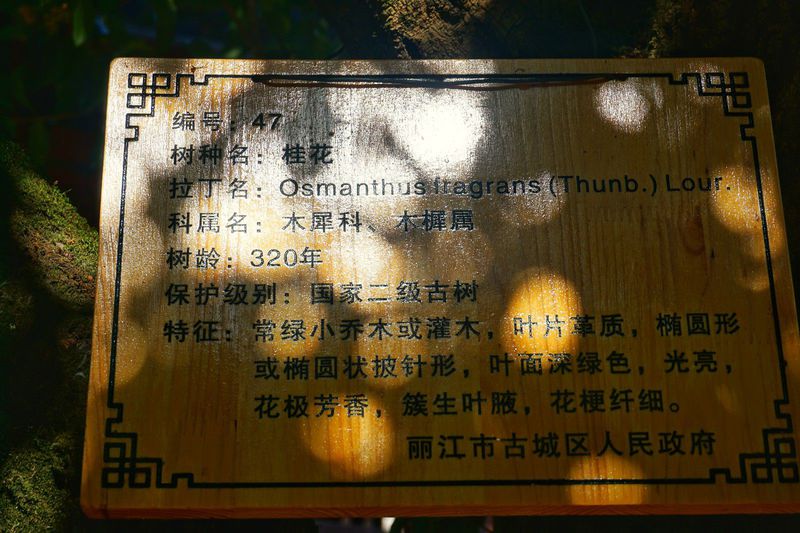 编号：47
树种名：桂花
拉丁名：Osmanthus fragrans (Thunb.) Lour.
科属名：木犀科、木樨属
树龄：320年
保护级别：国家二级古树
特征：常绿小乔木或灌木，叶片革质，椭圆形
或椭圆状披针形，叶面深绿色，光亮，
花极芳香，簇生叶腋，花梗纤细。
丽江市古城区人民政府